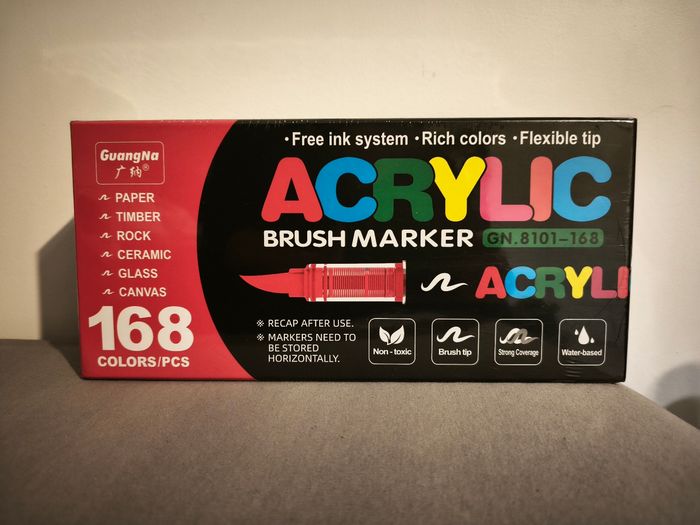 GuangNa
广纳®
PAPER
TIMBER
ROCK
CERAMIC
GLASS
CANVAS
168
COLORS/PCS
•Free ink system •Rich colors •Flexible tip
ACRYLIC
BRUSH MARKER GN.8101-168
ACRYLI
※ RECAP AFTER USE.
※ MARKERS NEED TO
BE STORED
HORIZONTALLY.
Non-toxic
Brush tip
Strong Coverage
Water-based